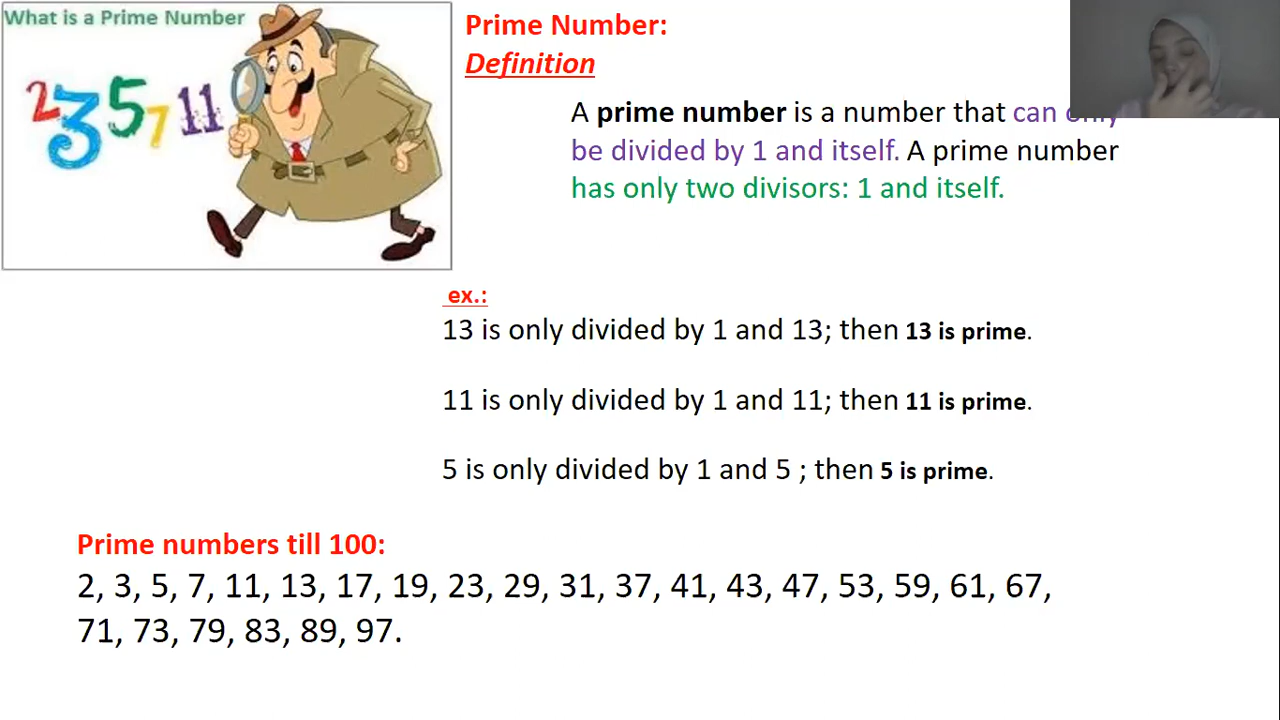 What is a Prime Number
2 3 5 7 11
Prime Number:
Definition
A prime number is a number that can only
be divided by 1 and itself. A prime number
has only two divisors: 1 and itself.
ex.:
13 is only divided by 1 and 13; then 13 is prime.
11 is only divided by 1 and 11; then 11 is prime.
5 is only divided by 1 and 5 ; then 5 is prime.
Prime numbers till 100:
2, 3, 5, 7, 11, 13, 17, 19, 23, 29, 31, 37, 41, 43, 47, 53, 59, 61, 67,
71, 73, 79, 83, 89, 97.